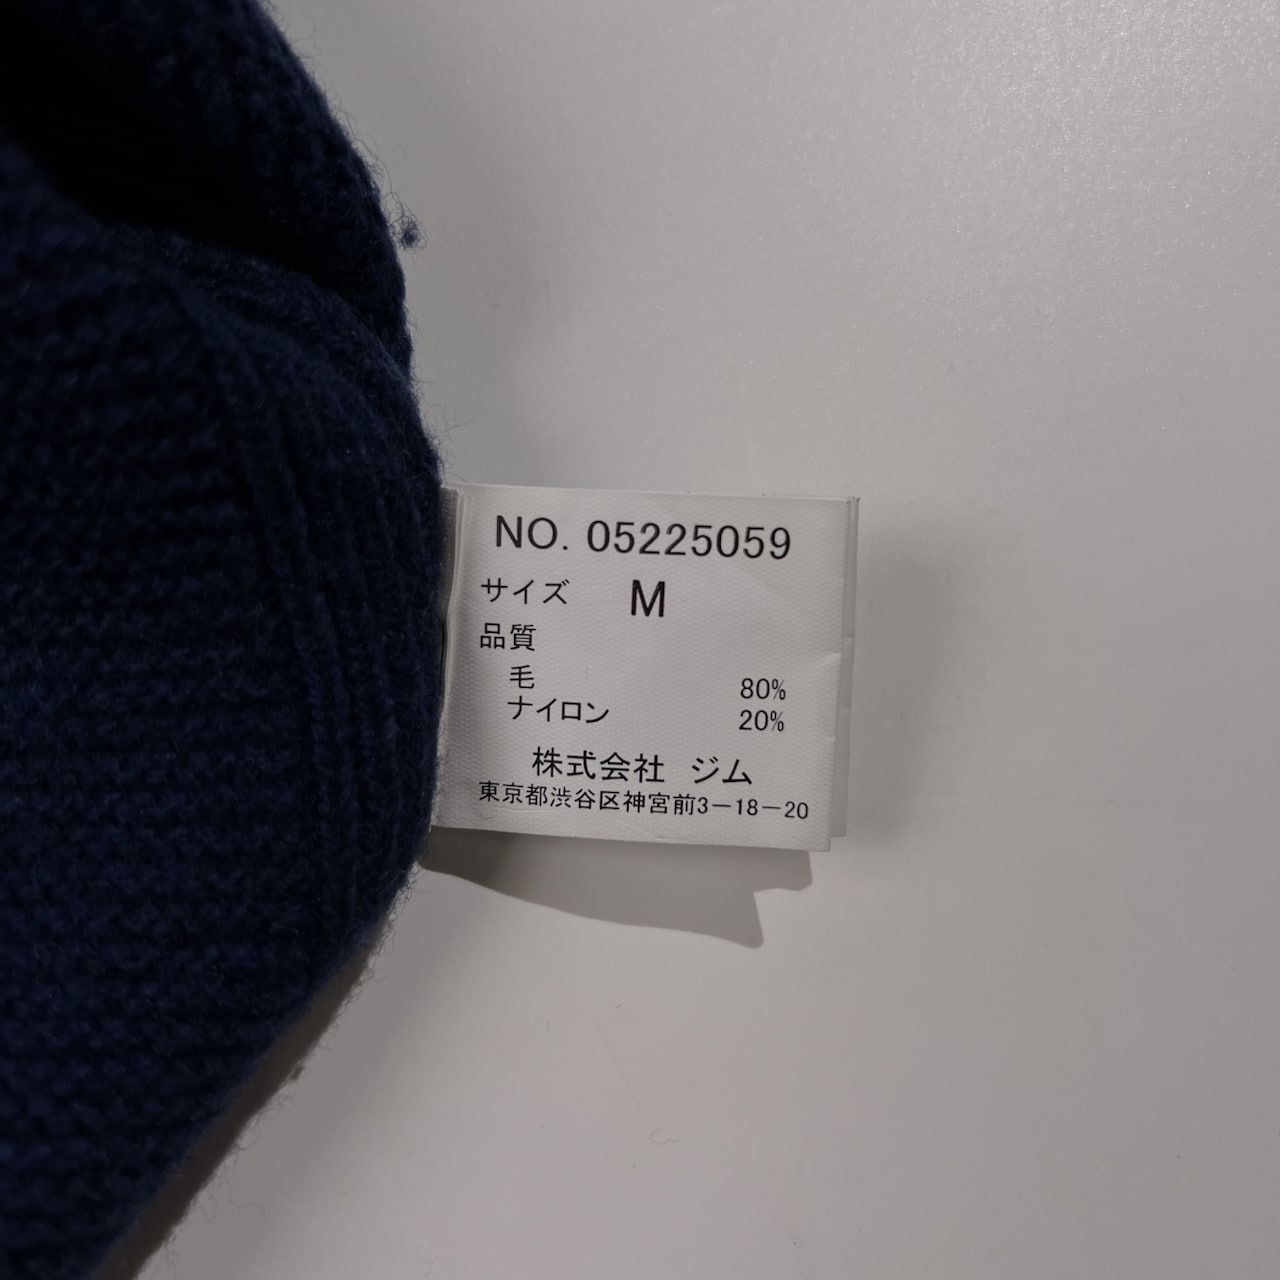 NO. 05225059
サイズ M
品質
毛 80%
ナイロン 20%
株式会社 ジム
東京都渋谷区神宮前3－18－20